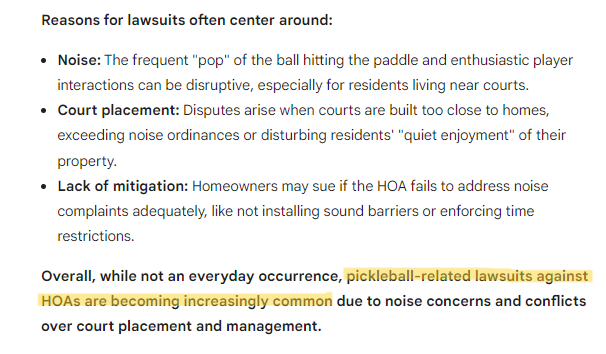 Reasons for lawsuits often center around:
• Noise: The frequent "pop" of the ball hitting the paddle and enthusiastic player
interactions can be disruptive, especially for residents living near courts.
• Court placement: Disputes arise when courts are built too close to homes,
exceeding noise ordinances or disturbing residents' "quiet enjoyment" of their
property.
• Lack of mitigation: Homeowners may sue if the HOA fails to address noise
complaints adequately, like not installing sound barriers or enforcing time
restrictions.
Overall, while not an everyday occurrence, pickleball-related lawsuits against
HOAs are becoming increasingly common due to noise concerns and conflicts
over court placement and management.